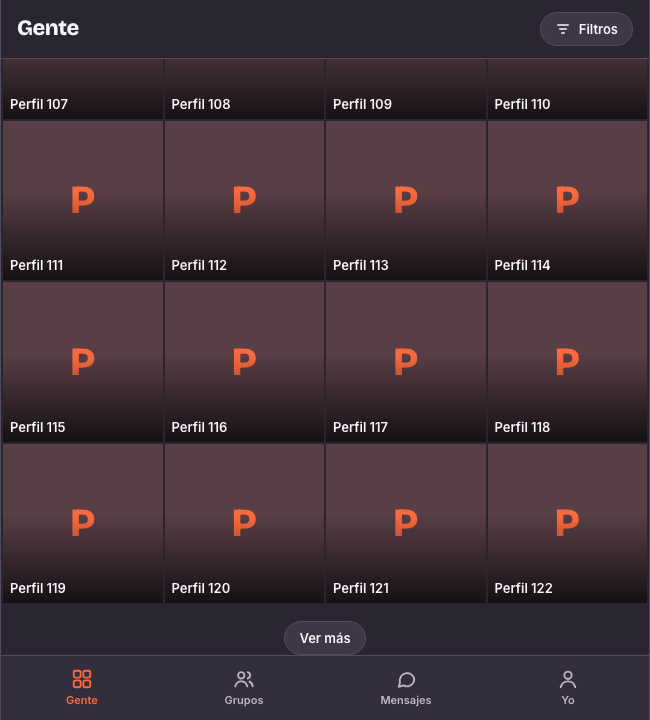 Gente
Filtros
Perfil 107 Perfil 108 Perfil 109 Perfil 110
P P P P
Perfil 111 Perfil 112 Perfil 113 Perfil 114
P P P P
Perfil 115 Perfil 116 Perfil 117 Perfil 118
P P P P
Perfil 119 Perfil 120 Perfil 121 Perfil 122
Ver más
Gente Grupos Mensajes Yo